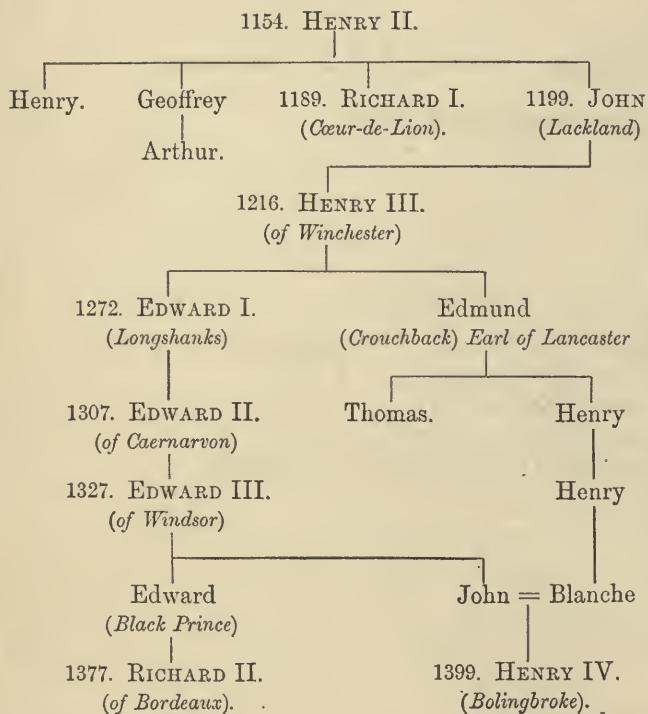 1154. HENRY II.
Henry. Geoffrey 1189. RICHARD I. 1199. JOHN
(Cœur-de-Lion). (Lackland)
Arthur.
1216. HENRY III.
(of Winchester)
1272. EDWARD I. Edmund
(Longshanks) (Crouchback) Earl of Lancaster
1307. EDWARD II. Thomas. Henry
(of Caernarvon)
1327. EDWARD III. Henry
(of Windsor)
Edward John = Blanche
(Black Prince)
1377. RICHARD II. 1399. HENRY IV.
(of Bordeaux). (Bolingbroke).